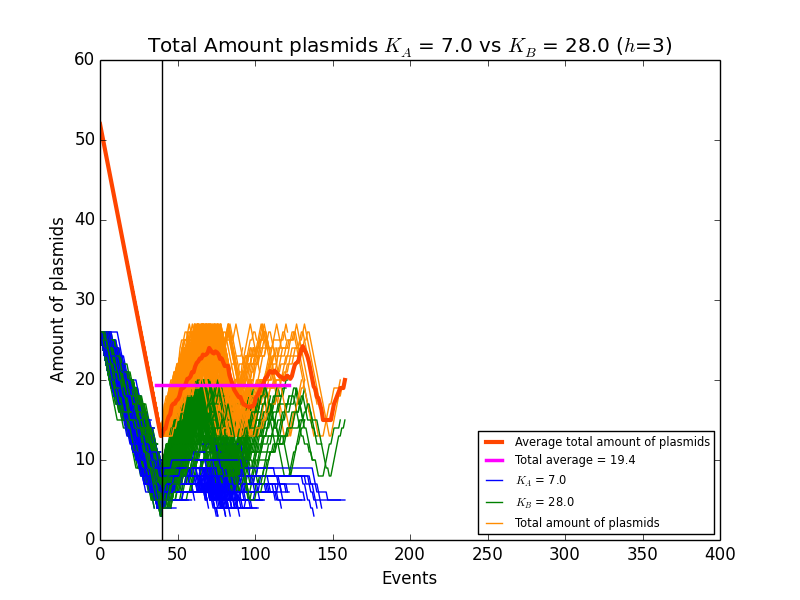 Total Amount plasmids K_A = 7.0 vs K_B = 28.0 (h=3)
60
50
40
30
20
10
0
Amount of plasmids
Average total amount of plasmids
Total average = 19.4
K_A = 7.0
K_B = 28.0
Total amount of plasmids
0 50 100 150 200 250 300 350 400
Events